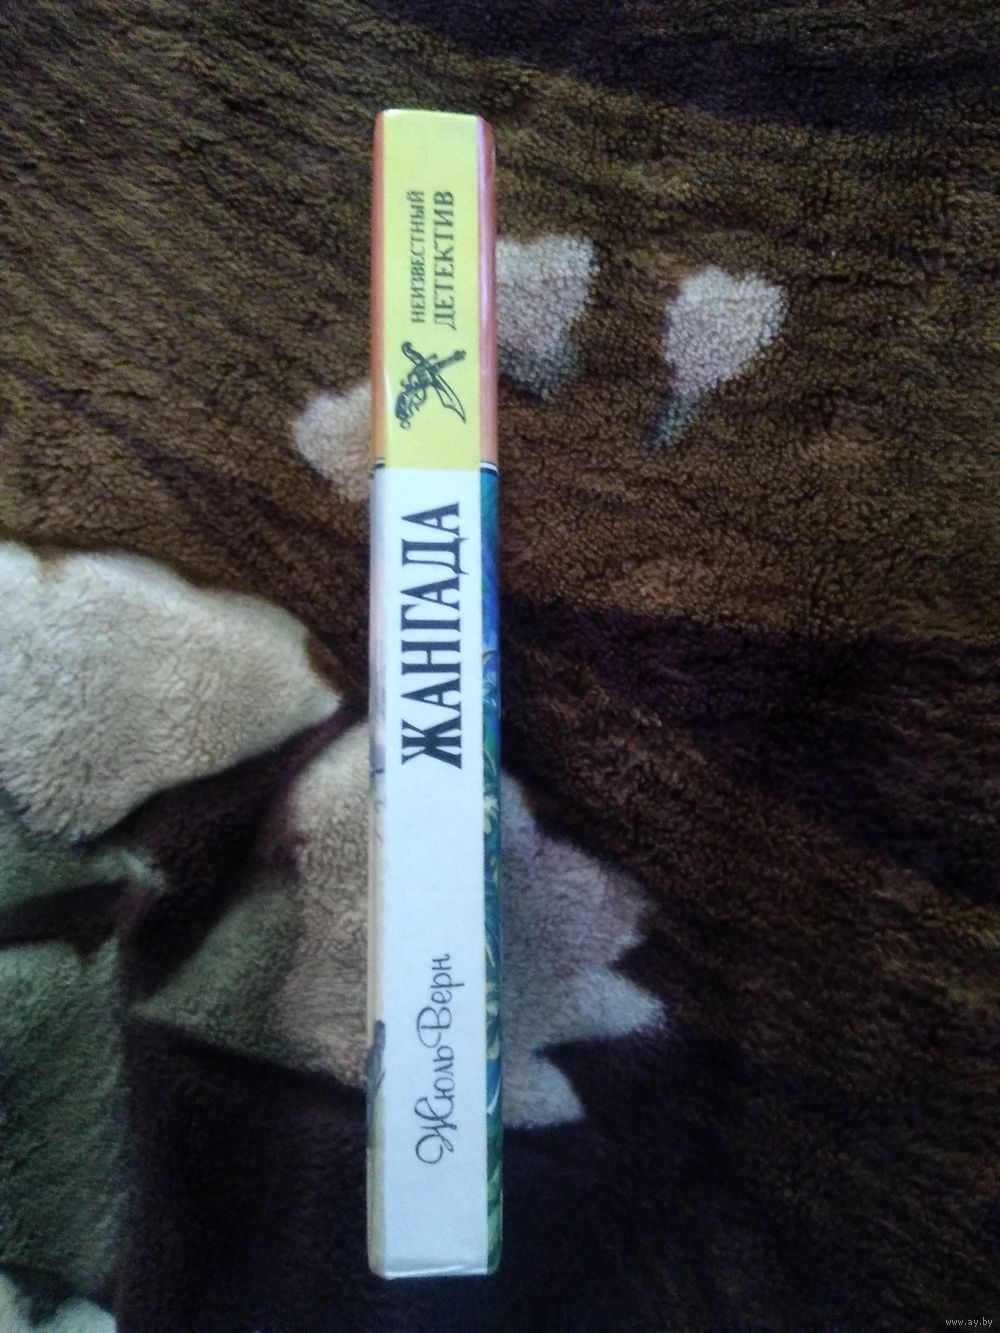 Жюль Верн
ЖАНГАДА
НЕИЗВЕСТНЫЙ
ДЕТЕКТИВ
www.ay.by